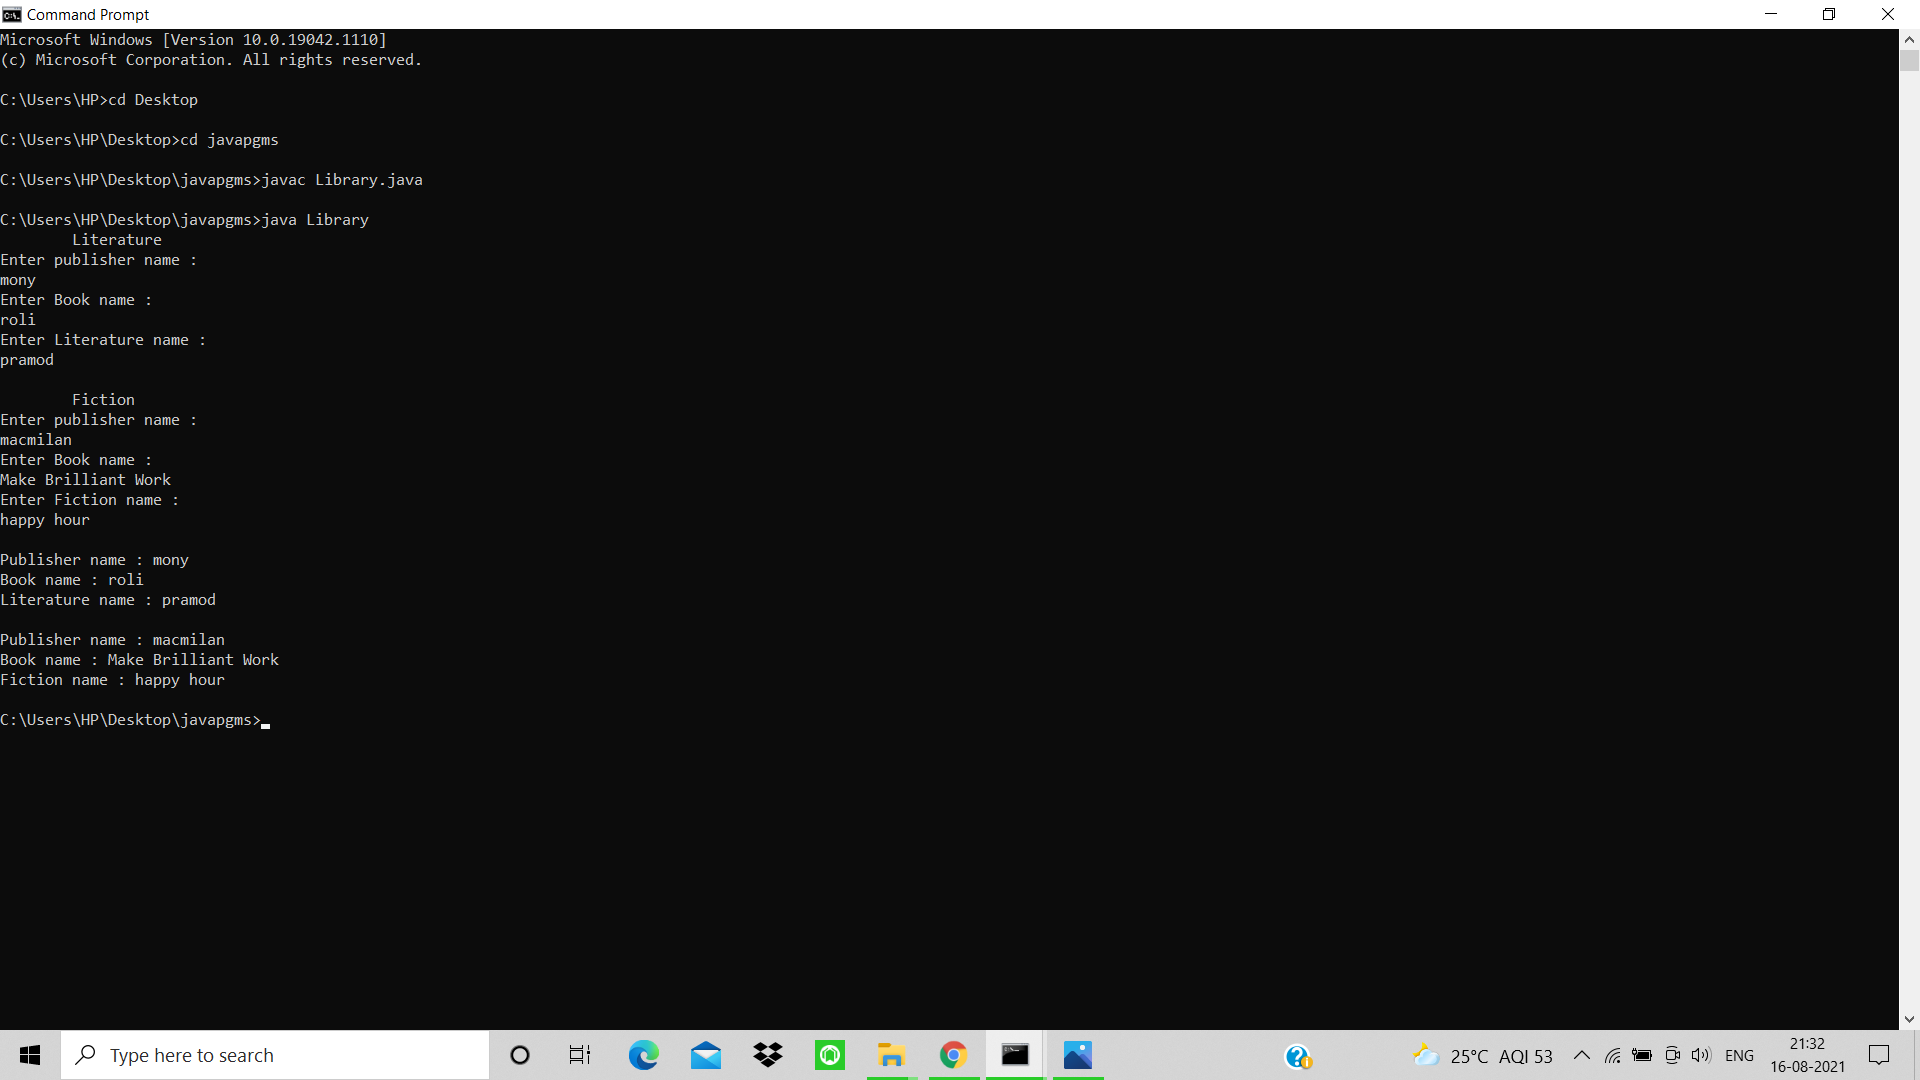 Command Prompt
Microsoft Windows [Version 10.0.19042.1110]
(c) Microsoft Corporation. All rights reserved.
C:\Users\HP>cd Desktop
C:\Users\HP\Desktop>cd javapgms
C:\Users\HP\Desktop\javapgms>javac Library.java
C:\Users\HP\Desktop\javapgms>java Library
Literature
Enter publisher name :
mony
Enter Book name :
roli
Enter Literature name :
pramod
Fiction
Enter publisher name :
macmilan
Enter Book name :
Make Brilliant Work
Enter Fiction name :
happy hour
Publisher name : mony
Book name : roli
Literature name : pramod
Publisher name : macmilan
Book name : Make Brilliant Work
Fiction name : happy hour
C:\Users\HP\Desktop\javapgms>
Type here to search
25°C AQI 53
ENG
21:32
16-08-2021